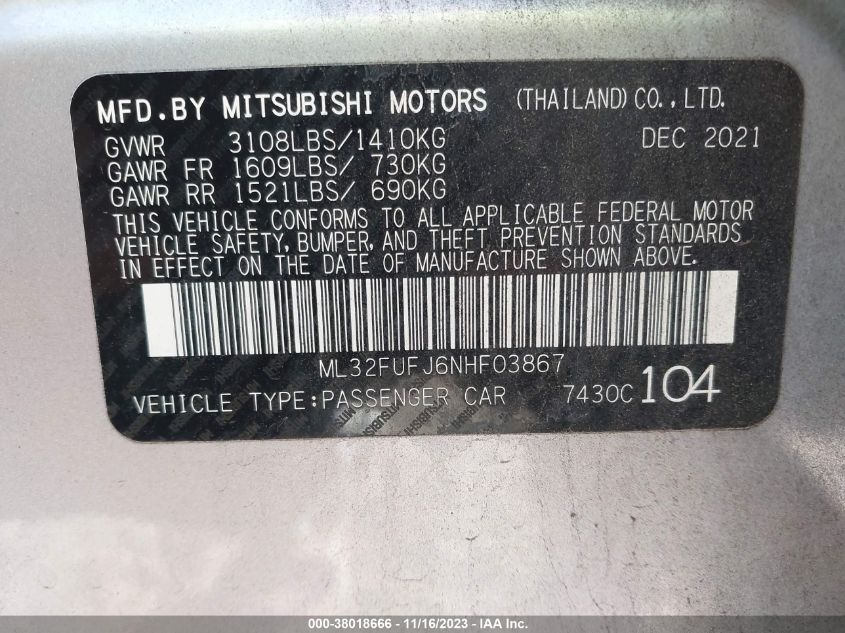 MFD.BY MITSUBISHI MOTORS (THAILAND)CO.,LTD.
GVWR 3108LBS/1410KG DEC 2021
GAWR FR 1609LBS/ 730KG
GAWR RR 1521LBS/ 690KG
THIS VEHICLE CONFORMS TO ALL APPLICABLE FEDERAL MOTOR
VEHICLE SAFETY, BUMPER, AND THEFT PREVENTION STANDARDS
IN EFFECT ON THE DATE OF MANUFACTURE SHOWN ABOVE.
ML32FUFJ6NHF03867
VEHICLE TYPE:PASSENGER CAR 7430C 104
000-38018666 - 11/16/2023 - IAA Inc.